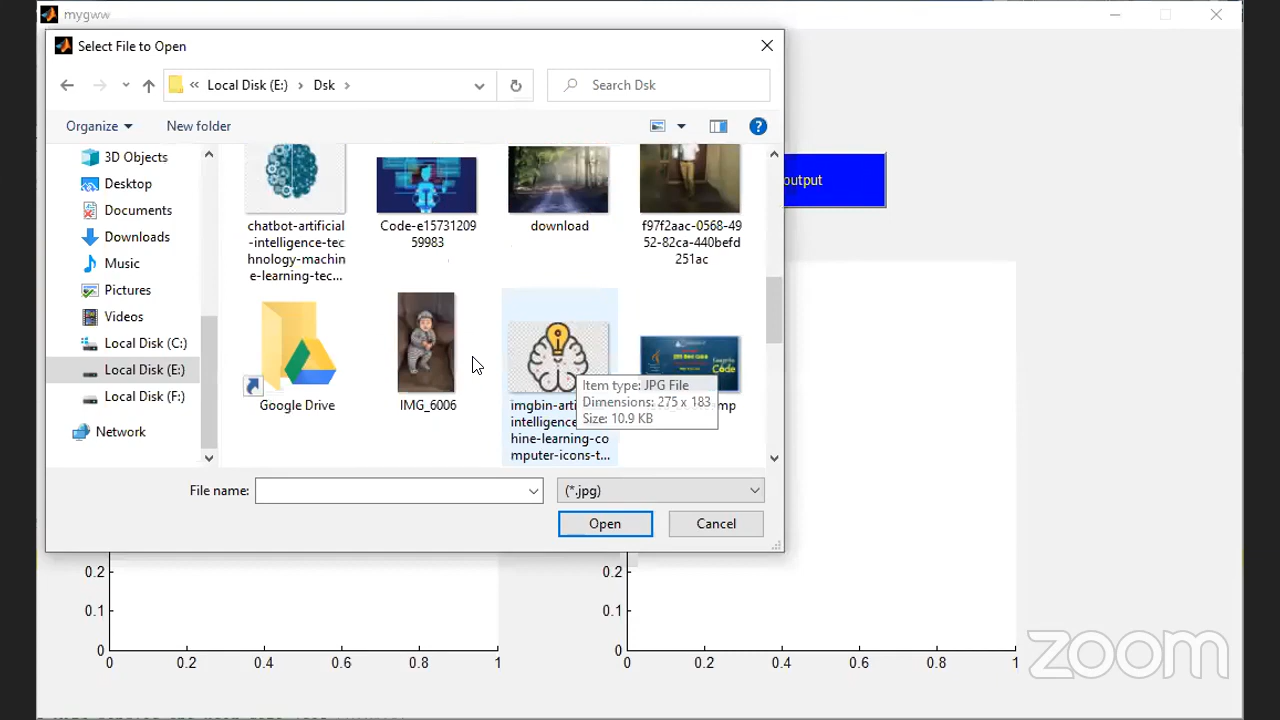 mygww
Select File to Open
« Local Disk (E:) › Dsk ›
Search Dsk
Organize
New folder
3D Objects
Desktop
Documents
Downloads
Music
Pictures
Videos
Local Disk (C:)
Local Disk (E:)
Local Disk (F:)
Network
chatbot-artificial
-intelligence-tec
hnology-machin
e-learning-tec...
Code-e15731209
59983
download
f97f2aac-0568-49
52-82ca-440befd
251ac
Google Drive
IMG_6006
imgbin-arti
intelligence
hine-learning-co
mputer-icons-t...
Code
mp
Item type: JPG File
Dimensions: 275 x 183
Size: 10.9 KB
File name:
(*.jpg)
Open
Cancel
output
0.2
0.1
0
0 0.2 0.4 0.6 0.8 1
0.2
0.1
0
0 0.2 0.4 0.6 0.8 1
zoom